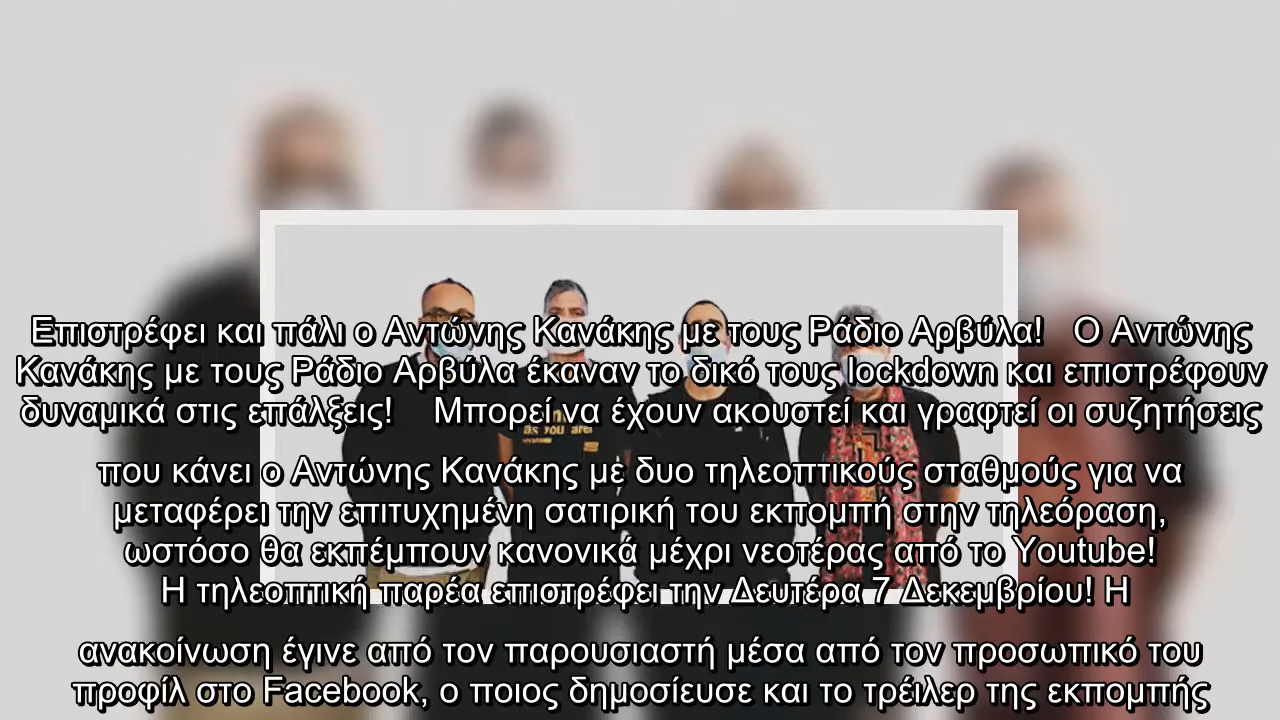 Επιστρέφει και πάλι ο Αντώνης Κανάκης με τους Ράδιο Αρβύλα! Ο Αντώνης
Κανάκης με τους Ράδιο Αρβύλα έκαναν το δικό τους lockdown και επιστρέφουν
δυναμικά στις επάλξεις! Μπορεί να έχουν ακουστεί και γραφτεί οι συζητήσεις
as you are!
που κάνει ο Αντώνης Κανάκης με δυο τηλεοπτικούς σταθμούς για να
μεταφέρει την επιτυχημένη σατιρική του εκπομπή στην τηλεόραση,
ωστόσο θα εκπέμπουν κανονικά μέχρι νεοτέρας από το Youtube!
Η τηλεοπτική παρέα επιστρέφει την Δευτέρα 7 Δεκεμβρίου! Η
ανακοίνωση έγινε από τον παρουσιαστή μέσα από τον προσωπικό του
προφίλ στο Facebook, ο ποιος δημοσίευσε και το τρέιλερ της εκπομπής